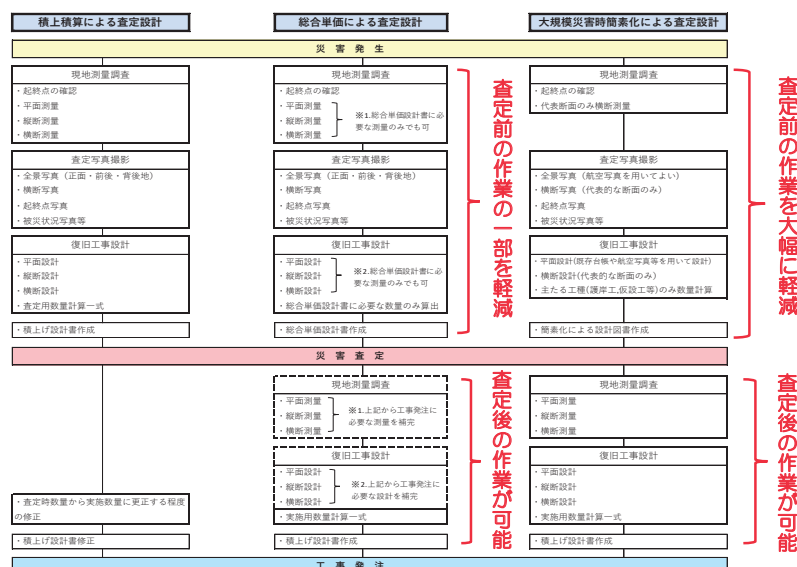 積上積算による査定設計
総合単価による査定設計
大規模災害時簡素化による査定設計
災害発生
現地測量調査
・起終点の確認
・平面測量
・縦断測量
・横断測量
査定写真撮影
・全景写真（正面・前後・背後地）
・横断写真
・起終点写真
・被災状況写真等
復旧工事設計
・平面設計
・縦断設計
・横断設計
・査定用数量計算一式
・積上げ設計書作成
現地測量調査
・起終点の確認
・平面測量
・縦断測量
・横断測量
※1.総合単価設計書に必
要な測量のみでも可
査定写真撮影
・全景写真（正面・前後・背後地）
・横断写真
・起終点写真
・被災状況写真等
復旧工事設計
・平面設計
・縦断設計
・横断設計
※2.総合単価設計書に必
要な測量のみでも可
・総合単価設計書に必要な数量のみ算出
・総合単価設計書作成
査定前の作業の一部を軽減
現地測量調査
・起終点の確認
・代表断面のみ横断測量
査定写真撮影
・全景写真（航空写真を用いてよい）
・横断写真（代表的な断面のみ）
・起終点写真
・被災状況写真等
復旧工事設計
・平面設計(既存台帳や航空写真等を用いて設計)
・横断設計(代表的な断面のみ)
・主たる工種(護岸工,仮設工等)のみ数量計算
・簡素化による設計図書作成
査定前の作業を大幅に軽減
災害査定
・査定時数量から実施数量に更正する程度
の修正
・積上げ設計書修正
現地測量調査
・平面測量
・縦断測量
・横断測量
※1.上記から工事発注に
必要な測量を補完
復旧工事設計
・平面設計
・縦断設計
・横断設計
※2.上記から工事発注に
必要な設計を補完
・実施用数量計算一式
・積上げ設計書作成
査定後の作業が可能
現地測量調査
・平面測量
・縦断測量
・横断測量
復旧工事設計
・平面設計
・縦断設計
・横断設計
・実施用数量計算一式
・積上げ設計書作成
査定後の作業が可能
工事発注